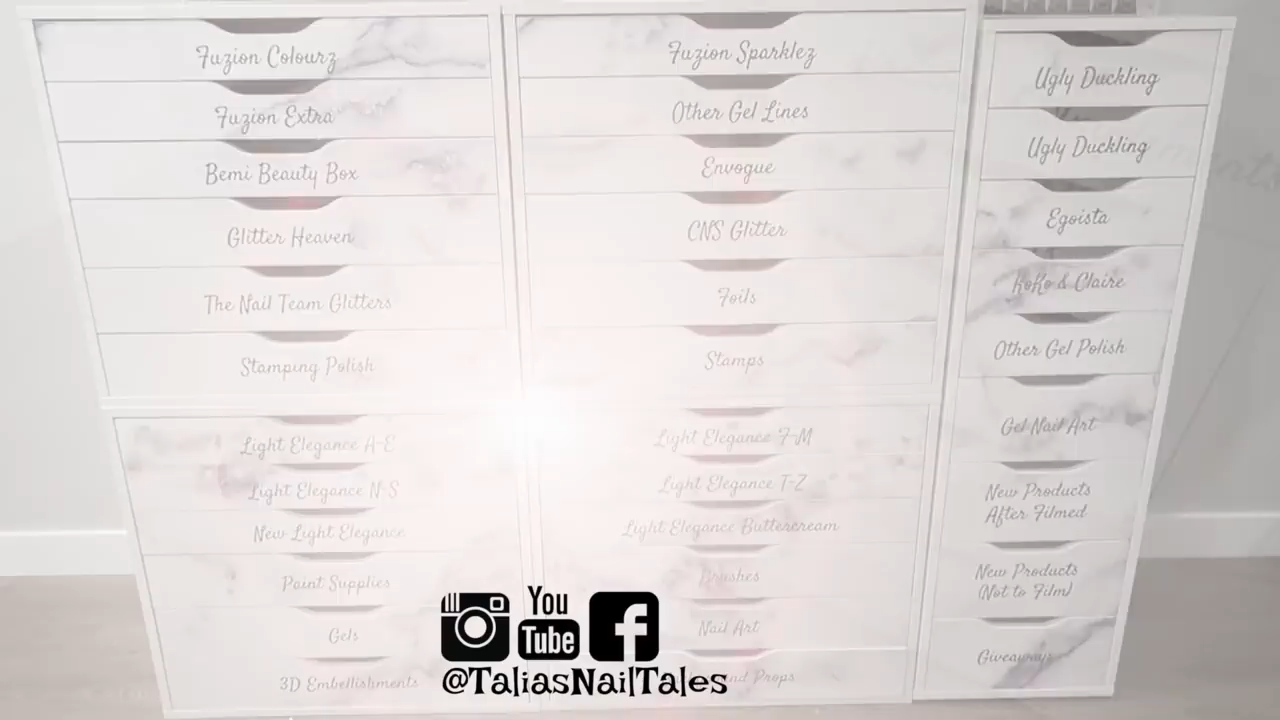 Fuzion Colourz
Fuzion Extra
Bemi Beauty Box
Glitter Heaven
The Nail Team Glitters
Stamping Polish
Light Elegance A-E
Light Elegance N-S
New Light Elegance
Paint Supplies
Gels
3D Embellishments
Fuzion Sparklez
Other Gel Lines
Envogue
CNS Glitter
Foils
Stamps
Light Elegance F-M
Light Elegance T-Z
Light Elegance Buttercream
Brushes
Nail Art
and Props
Ugly Duckling
Ugly Duckling
Egoista
KoKo & Claire
Other Gel Polish
Gel Nail Art
New Products
After Filmed
New Products
(Not to Film)
Giveaways
You
Tube
f
@TaliasNailTales